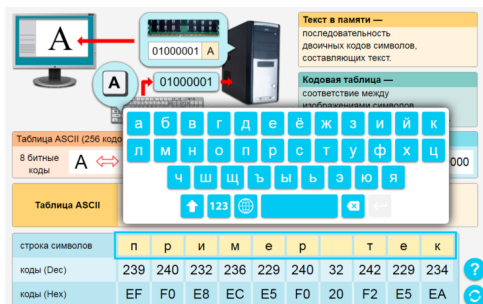 A
01000001 A
A
01000001
Текст в памяти —
последовательность
двоичных кодов символов,
составляющих текст.
Кодовая таблица —
соответствие между
изображениями символов
Таблица ASCII (256 кодо
8 битные
коды
A
000
Таблица ASCII
а б в г д е ё ж з и й к
л м н о п р с т у ф х ц
ч ш щ ъ ы ь э ю я
123
строка символов п р и м е р т е к
коды (Dec) 239 240 232 236 229 240 32 242 229 234
коды (Hex) EF F0 E8 EC E5 F0 20 F2 E5 EA
?